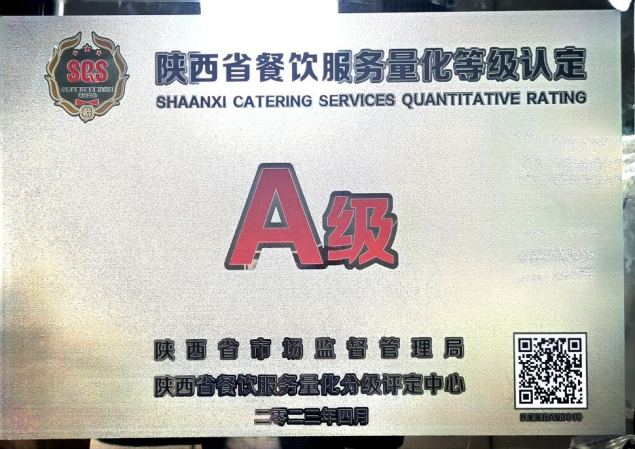 SQS
陕西省餐饮服务量化等级认定
SHAANXI CATERING SERVICES QUANTITATIVE RATING
A级
陕西省市场监督管理局
陕西省餐饮服务量化分级评定中心
二零二三年四月